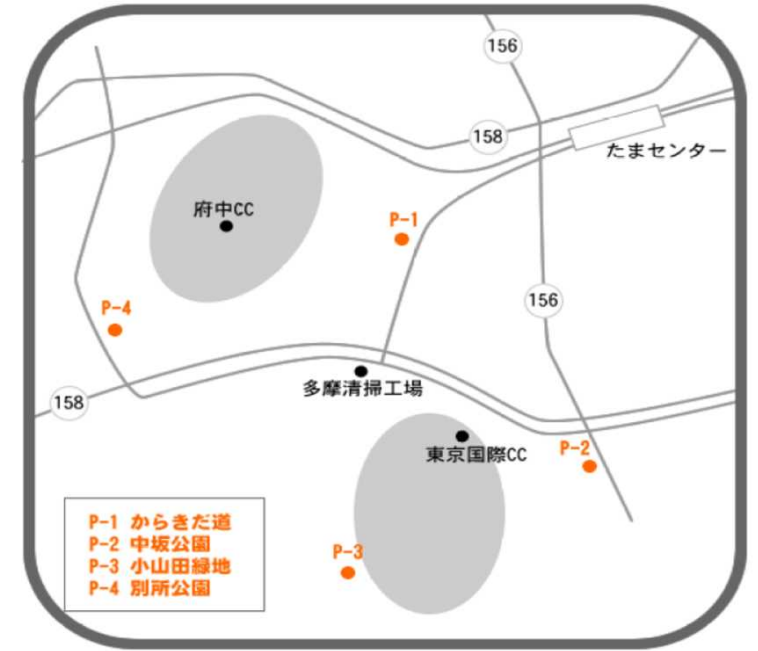 156
158
たまセンター
府中CC
P-1
156
P-4
多摩清掃工場
158
東京国際CC
P-2
P-3
P-1 からきだ道
P-2 中坂公園
P-3 小山田緑地
P-4 別所公園